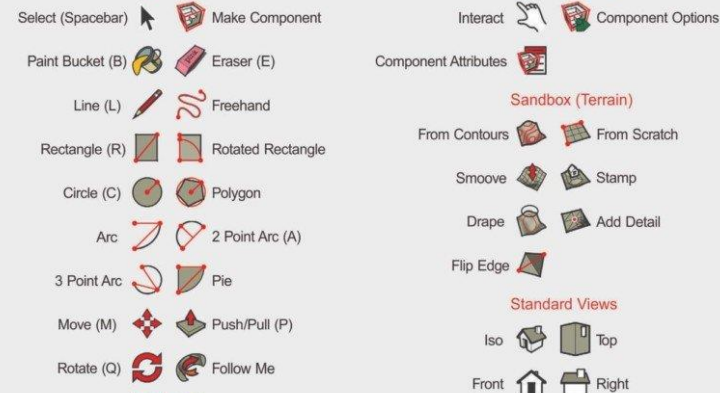 Select (Spacebar) Make Component
Paint Bucket (B) Eraser (E)
Line (L) Freehand
Rectangle (R) Rotated Rectangle
Circle (C) Polygon
Arc 2 Point Arc (A)
3 Point Arc Pie
Move (M) Push/Pull (P)
Rotate (Q) Follow Me
Interact Component Options
Component Attributes
Sandbox (Terrain)
From Contours From Scratch
Smoove Stamp
Drape Add Detail
Flip Edge
Standard Views
Iso Top
Front Right